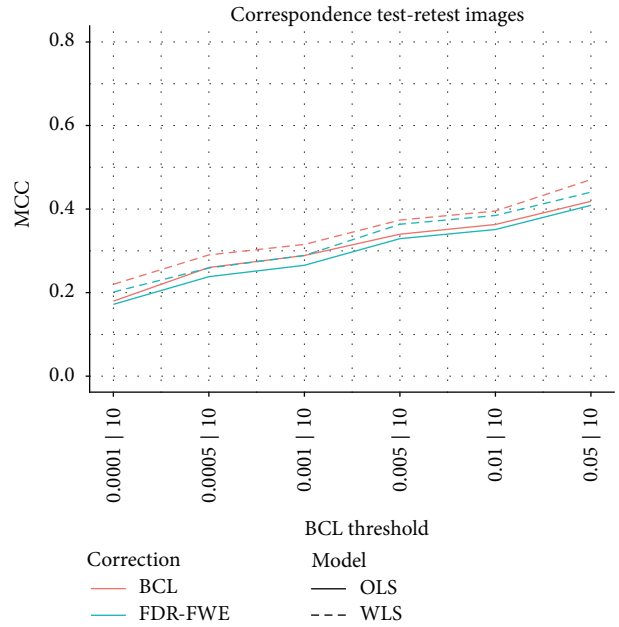 Correspondence test-retest images
MCC
0.8
0.6
0.4
0.2
0.0
0.0001 | 10
0.0005 | 10
0.001 | 10
0.005 | 10
0.01 | 10
0.05 | 10
BCL threshold
Correction
BCL
FDR-FWE
Model
OLS
WLS